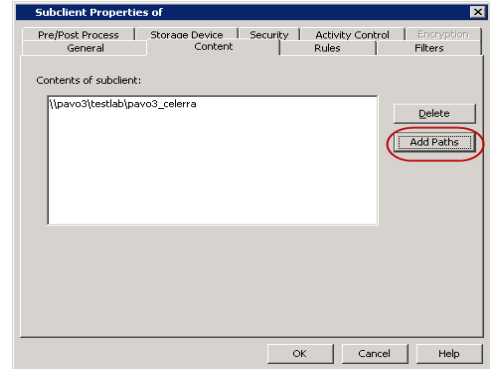 Subclient Properties of
Pre/Post Process Storage Device Security Activity Control Encryption
General Content Rules Filters
Contents of subclient:
\\pavo3\testlab\pavo3_celerra
Delete
Add Paths
OK Cancel Help